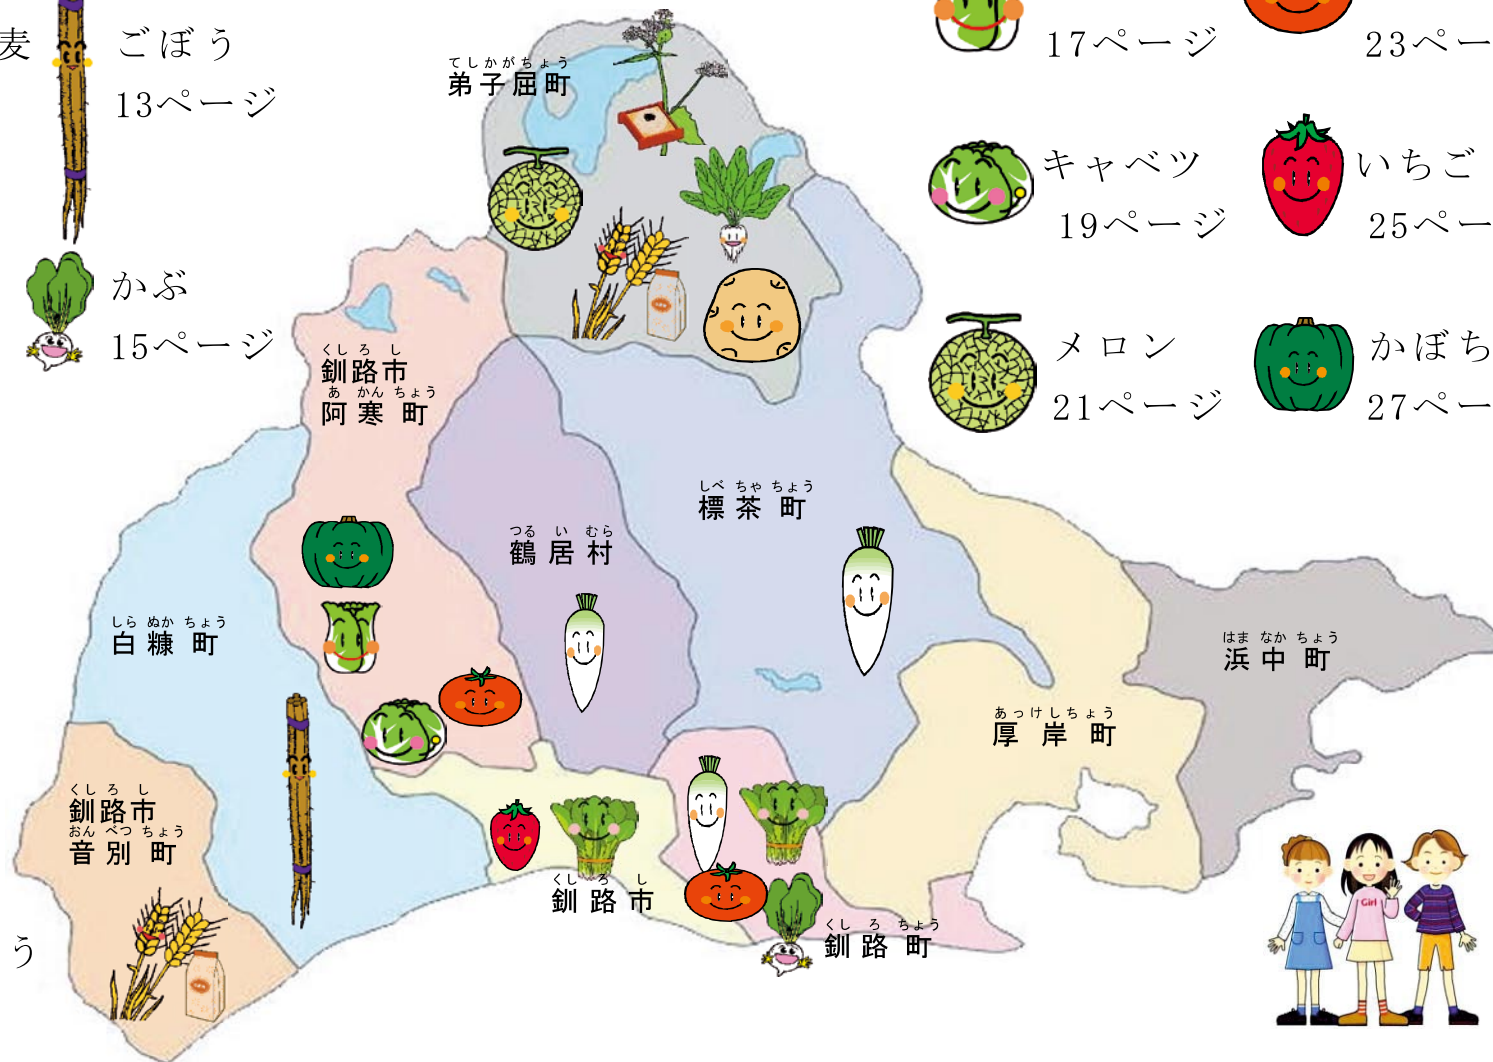 麦
ごぼう
13ページ
かぶ
15ページ
17ページ
23ペー
キャベツ
19ページ
いちご
25ペー
メロン
21ページ
かぼち
27ペー
てしかがちょう
弟子屈町
くしろし
釧路市
あかんちょう
阿寒町
しべちゃちょう
標茶町
つるいむら
鶴居村
しらぬかちょう
白糠町
はまなかちょう
浜中町
あっけしちょう
厚岸町
くしろし
釧路市
おんべつちょう
音別町
くしろし
釧路市
くしろちょう
釧路町
う
Girl